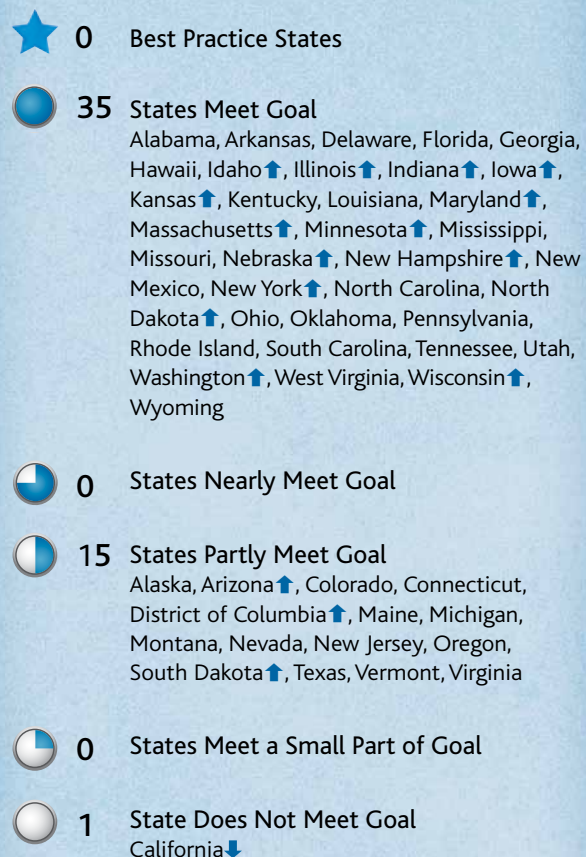 0 Best Practice States
35 States Meet Goal
Alabama, Arkansas, Delaware, Florida, Georgia,
Hawaii, Idaho⬆, Illinois⬆, Indiana⬆, Iowa⬆,
Kansas⬆, Kentucky, Louisiana, Maryland⬆,
Massachusetts⬆, Minnesota⬆, Mississippi,
Missouri, Nebraska⬆, New Hampshire⬆, New
Mexico, New York⬆, North Carolina, North
Dakota⬆, Ohio, Oklahoma, Pennsylvania,
Rhode Island, South Carolina, Tennessee, Utah,
Washington⬆, West Virginia, Wisconsin⬆,
Wyoming
0 States Nearly Meet Goal
15 States Partly Meet Goal
Alaska, Arizona⬆, Colorado, Connecticut,
District of Columbia⬆, Maine, Michigan,
Montana, Nevada, New Jersey, Oregon,
South Dakota⬆, Texas, Vermont, Virginia
0 States Meet a Small Part of Goal
1 State Does Not Meet Goal
California⬇